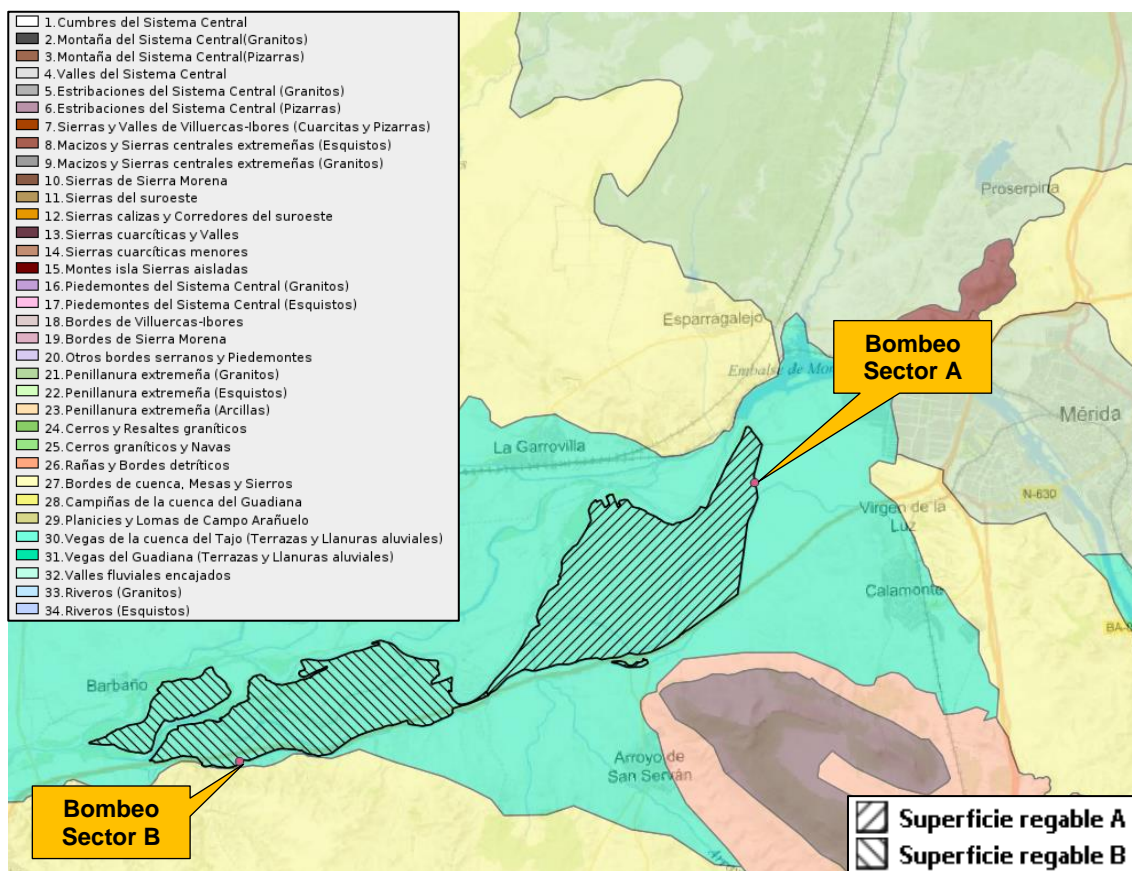 1.Cumbres del Sistema Central
2.Montaña del Sistema Central(Granitos)
3.Montaña del Sistema Central(Pizarras)
4.Valles del Sistema Central
5.Estribaciones del Sistema Central (Granitos)
6.Estribaciones del Sistema Central (Pizarras)
7.Sierras y Valles de Villuercas-Ibores (Cuarcitas y Pizarras)
8.Macizos y Sierras centrales extremeñas (Esquistos)
9.Macizos y Sierras centrales extremeñas (Granitos)
10.Sierras de Sierra Morena
11.Sierras del suroeste
12.Sierras calizas y Corredores del suroeste
13.Sierras cuarcíticas y Valles
14.Sierras cuarcíticas menores
15.Montes isla Sierras aisladas
16.Piedemontes del Sistema Central (Granitos)
17.Piedemontes del Sistema Central (Esquistos)
18.Bordes de Villuercas-Ibores
19.Bordes de Sierra Morena
20.Otros bordes serranos y Piedemontes
21.Penillanura extremeña (Granitos)
22.Penillanura extremeña (Esquistos)
23.Penillanura extremeña (Arcillas)
24.Cerros y Resaltes graníticos
25.Cerros graníticos y Navas
26.Rañas y Bordes detríticos
27.Bordes de cuenca, Mesas y Sierros
28.Campiñas de la cuenca del Guadiana
29.Planicies y Lomas de Campo Arañuelo
30.Vegas de la cuenca del Tajo (Terrazas y Llanuras aluviales)
31.Vegas del Guadiana (Terrazas y Llanuras aluviales)
32.Valles fluviales encajados
33.Riveros (Granitos)
34.Riveros (Esquistos)
Proserpina
Esparragalejo
Bombeo
Sector A
Embalse de
Mérida
La Garrovilla
N-630
Virgen de la
Luz
Calamonte
Barbaño
Arroyo de
San Serván
Bombeo
Sector B
Superficie regable A
Superficie regable B